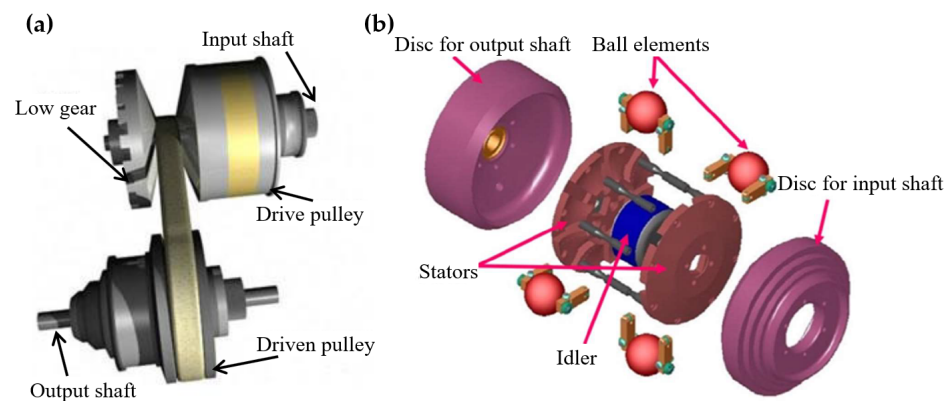 (a)
Input shaft
Low gear
Drive pulley
Driven pulley
Output shaft
(b)
Disc for output shaft
Ball elements
Disc for input shaft
Stators
Idler